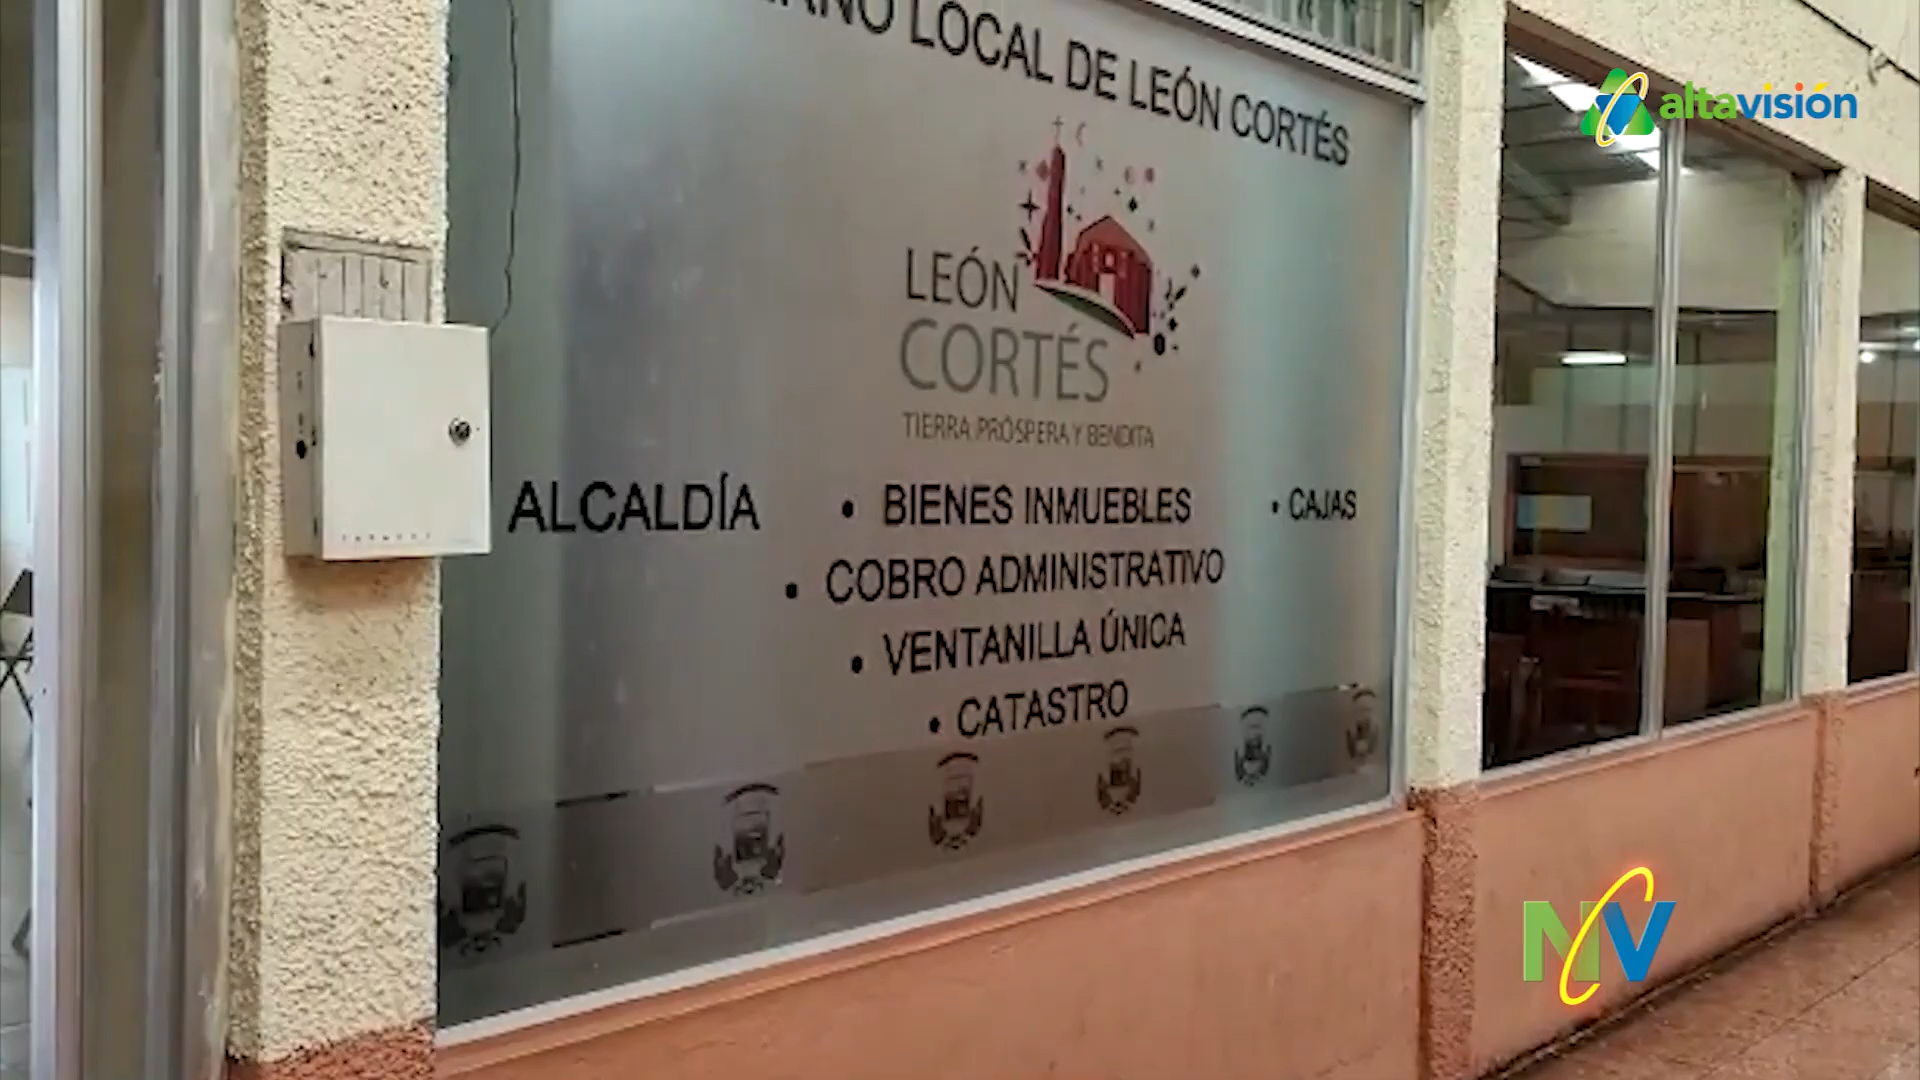 LOCAL DE LEÓN CORTÉS
altavisión
LEÓN
CORTÉS
TIERRA PRÓSPERA Y BENDITA
ALCALDÍA
• BIENES INMUEBLES
• CAJAS
• COBRO ADMINISTRATIVO
• VENTANILLA ÚNICA
• CATASTRO
NCV